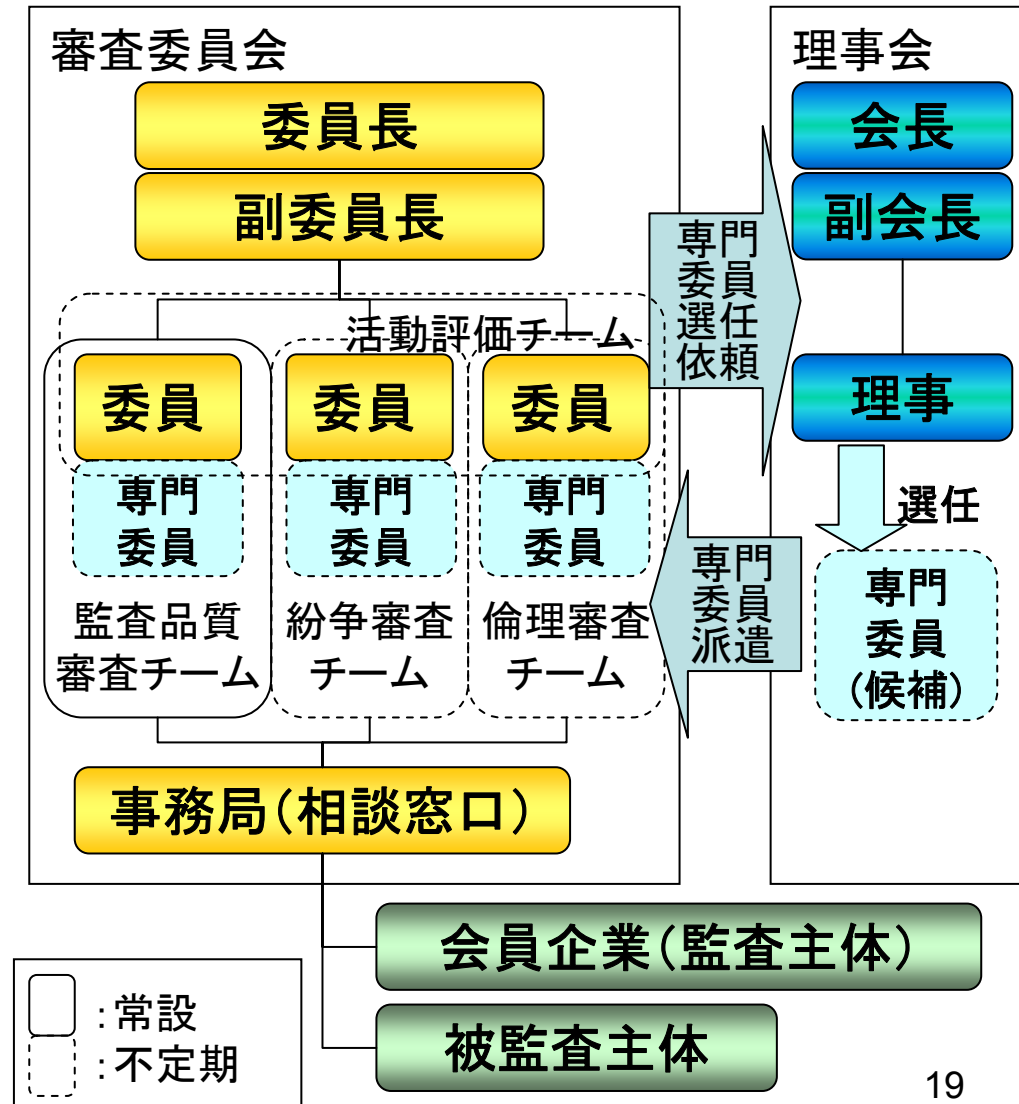 審査委員会
委員長
副委員長
活動評価チーム
委員
専門
委員
監査品質
審査チーム
委員
専門
委員
紛争審査
チーム
委員
専門
委員
倫理審査
チーム
事務局(相談窓口)
専門
委員
選任
依頼
専門
委員
派遣
理事会
会長
副会長
理事
選任
専門
委員
(候補)
会員企業(監査主体)
被監査主体
:常設
:不定期
19